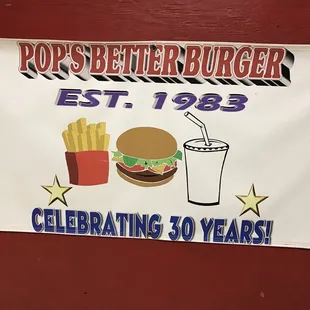 POP'S BETTER BURGER
EST. 1983
CELEBRATING 30 YEARS!